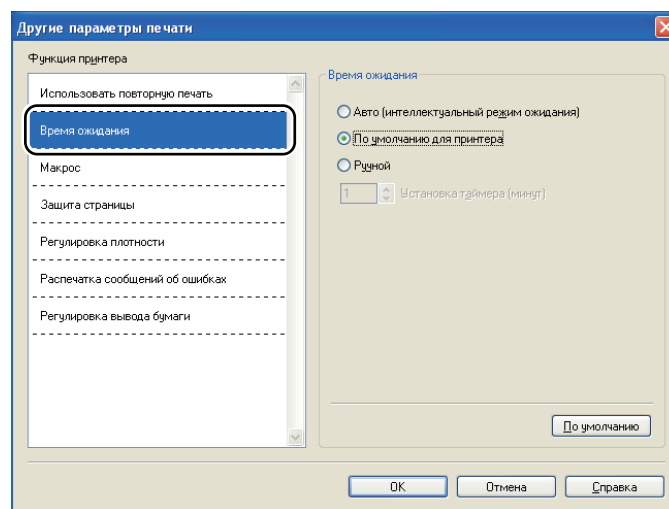 Другие параметры печати
Функция принтера
Использовать повторную печать
Время ожидания
Макрос
Защита страницы
Регулировка плотности
Распечатка сообщений об ошибках
Регулировка вывода бумаги
Время ожидания
Авто (интеллектуальный режим ожидания)
По умолчанию для принтера
Ручной
1 Установка таймера (минут)
По умолчанию
OK Отмена Справка